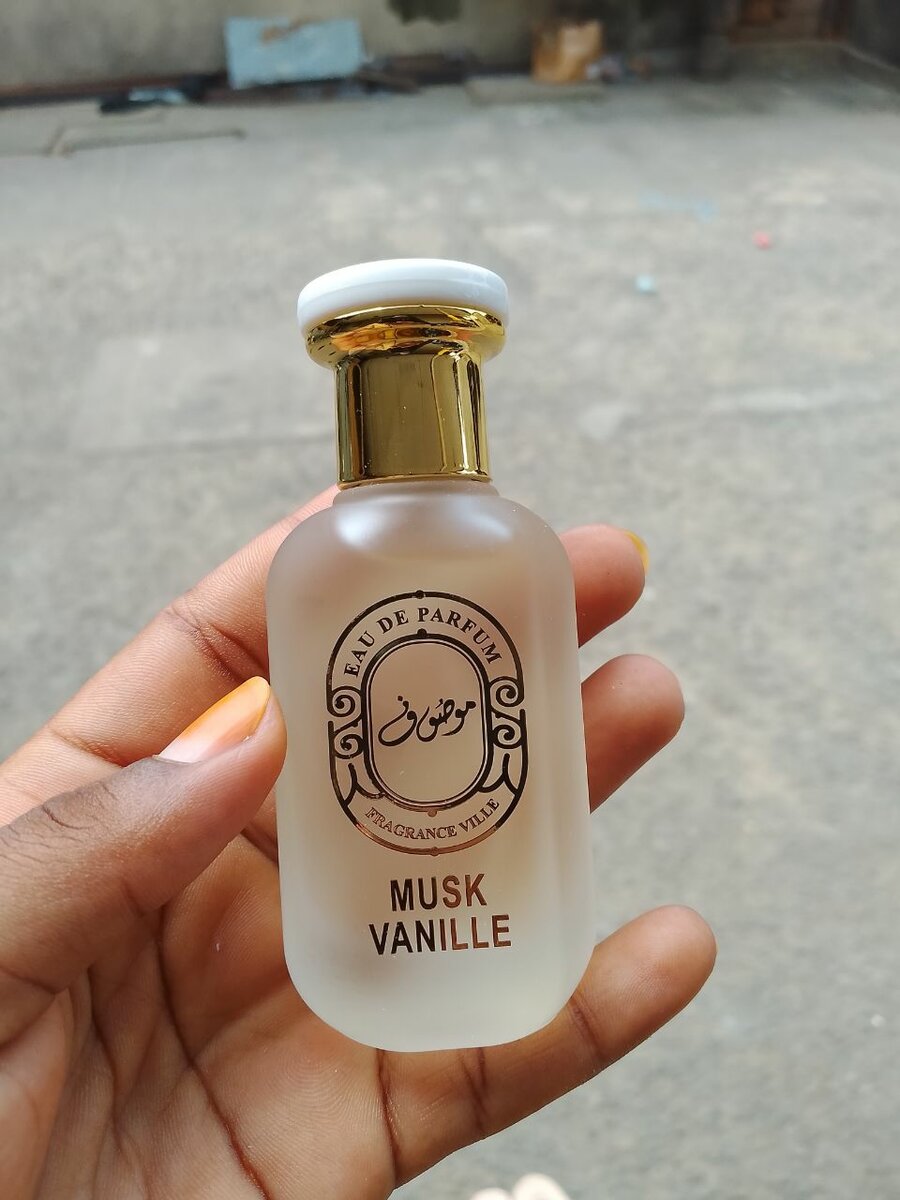 EAU DE PARFUM
موصوف
FRAGRANCE VILLE
MUSK
VANILLE